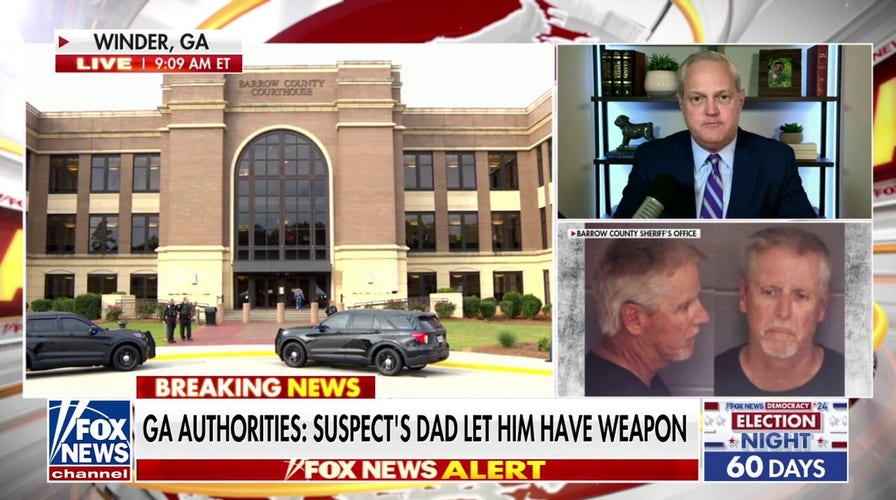 WINDER, GA
LIVE 9:09 AM ET
BARROW COUNTY
COURTHOUSE
BARROW COUNTY SHERIFF'S OFFICE
BREAKING NEWS
FOX
NEWS
channel
GA AUTHORITIES: SUSPECT'S DAD LET HIM HAVE WEAPON
FOX NEWS ALERT
FOX NEWS DEMOCRACY 24
ELECTION
NIGHT
60 DAYS